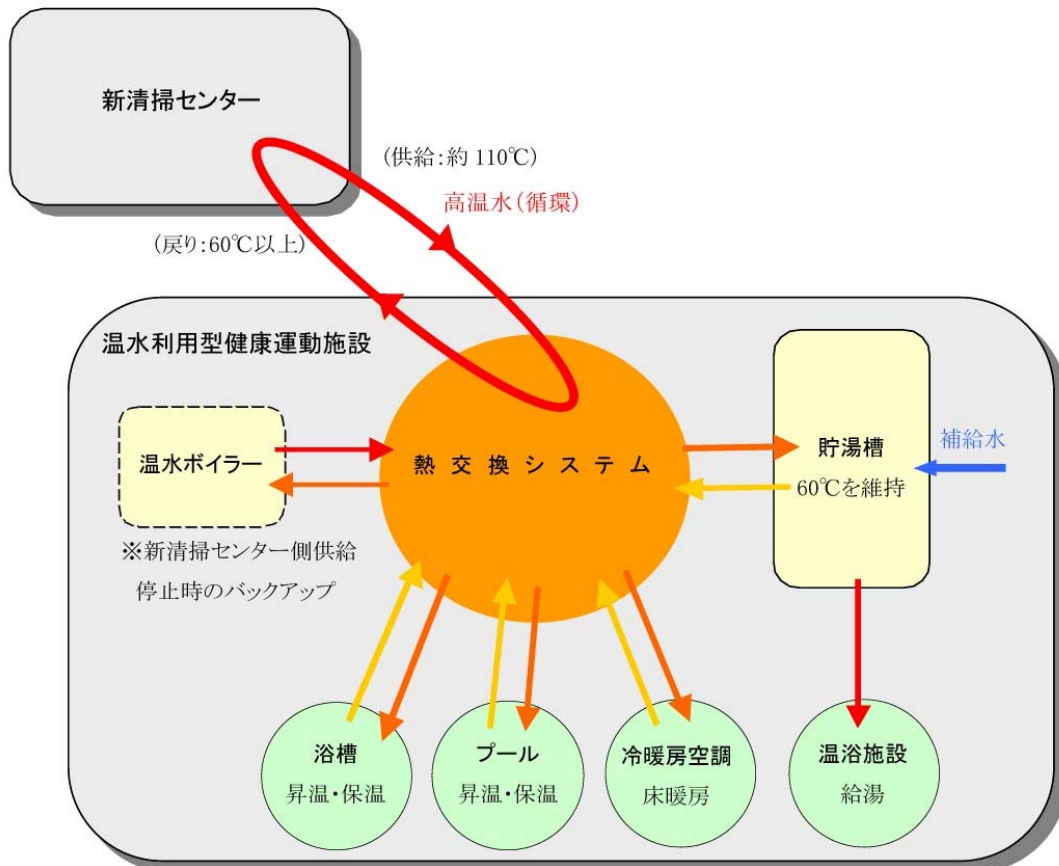 新清掃センター
(供給:約110℃)
高温水(循環)
(戻り:60℃以上)
温水利用型健康運動施設
温水ボイラー
熱交換システム
貯湯槽
60℃を維持
補給水
※新清掃センター側供給
停止時のバックアップ
浴槽
昇温・保温
プール
昇温・保温
冷暖房空調
床暖房
温浴施設
給湯